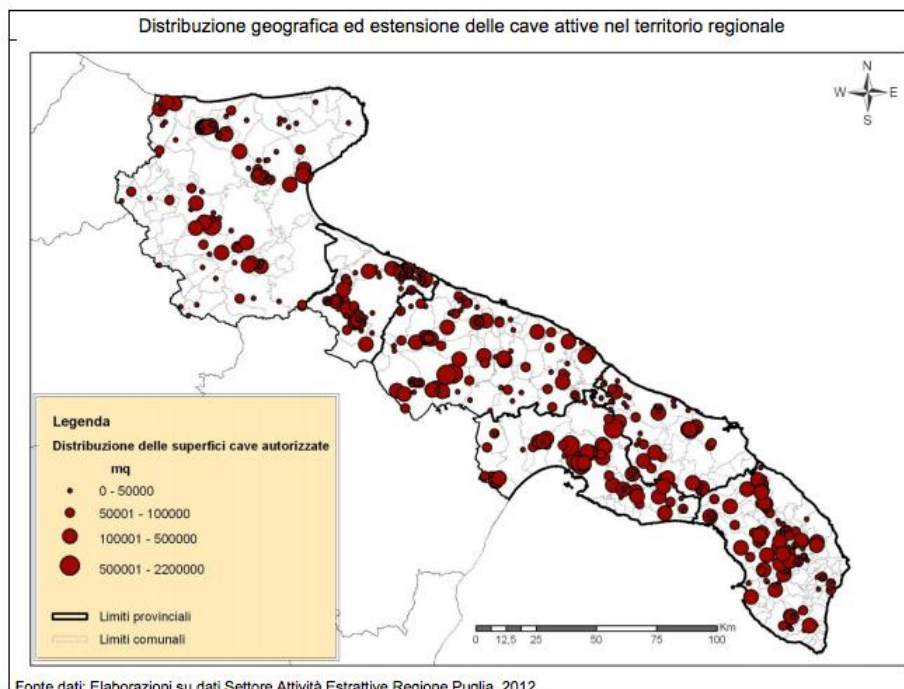 Distribuzione geografica ed estensione delle cave attive nel territorio regionale
N
W E
S
Legenda
Distribuzione delle superfici cave autorizzate
mq
0 - 50000
50001 - 100000
100001 - 500000
500001 - 2200000
Limiti provinciali
Limiti comunali
Km
0 12,5 25 50 75 100
Fonte dati: Elaborazioni su dati Settore Attività Estrattive Regione Puglia, 2012